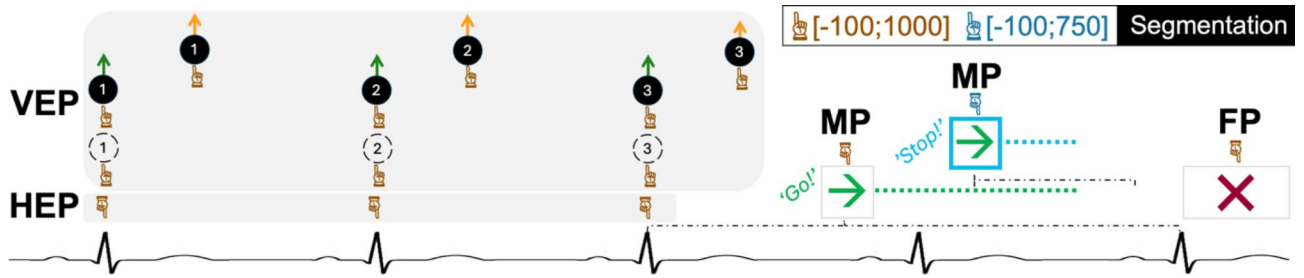 [-100;1000] [-100;750] Segmentation
1 2 3
MP
1 2 3
VEP
MP
FP
'Stop!'
1 2 3
'Go!'
HEP